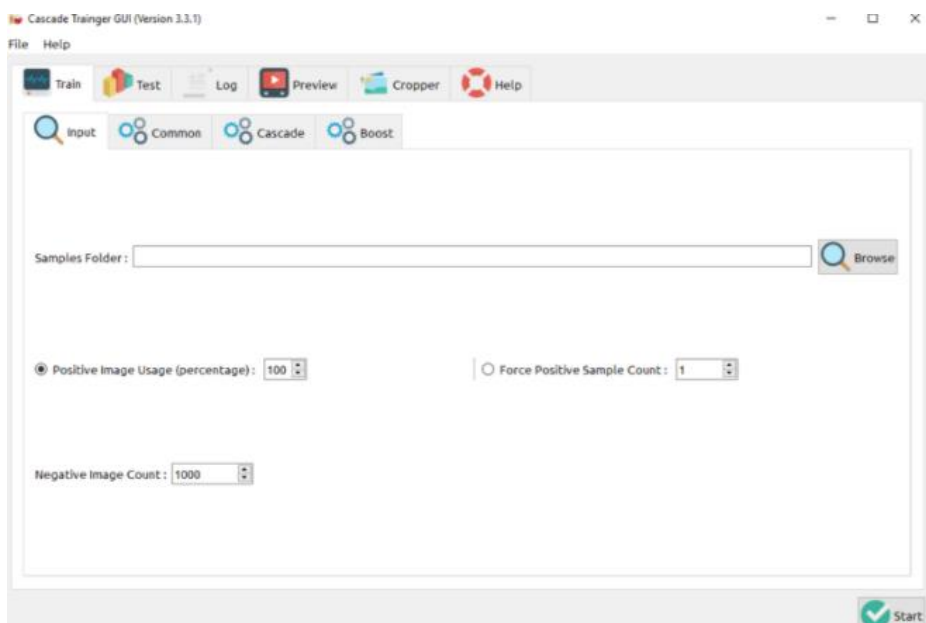 Cascade Trainger GUI (Version 3.3.1)
File Help
Train Test Log Preview Cropper Help
Input Common Cascade Boost
Samples Folder : Browse
Positive Image Usage (percentage) : 100 Force Positive Sample Count : 1
Negative Image Count : 1000
Start